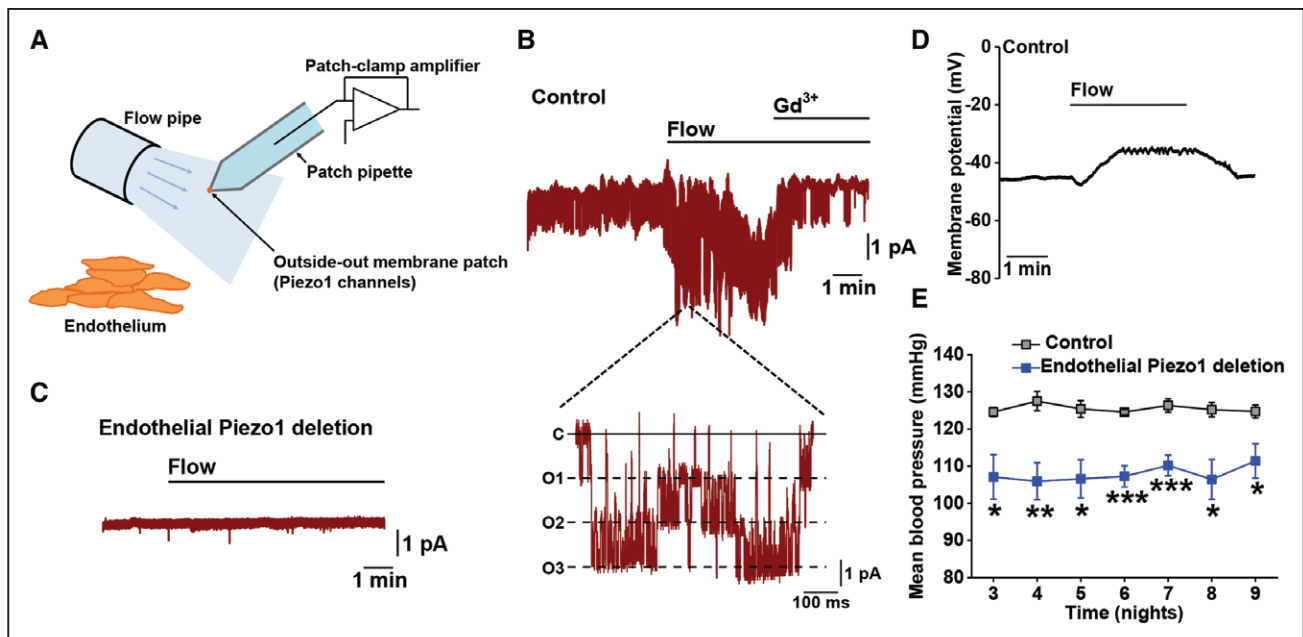 A
Patch-clamp amplifier
Flow pipe
Patch pipette
Outside-out membrane patch
(Piezo1 channels)
Endothelium
B
Control
Gd³⁺
Flow
1 pA
1 min
C
O1
O2
O3
1 pA
100 ms
C
Endothelial Piezo1 deletion
Flow
1 pA
1 min
D
Control
Flow
Membrane potential (mV)
0
-20
-40
-60
-80
1 min
E
Control
Endothelial Piezo1 deletion
Mean blood pressure (mmHg)
140
130
120
110
100
90
80
* ** * *** *** * *
3 4 5 6 7 8 9
Time (nights)